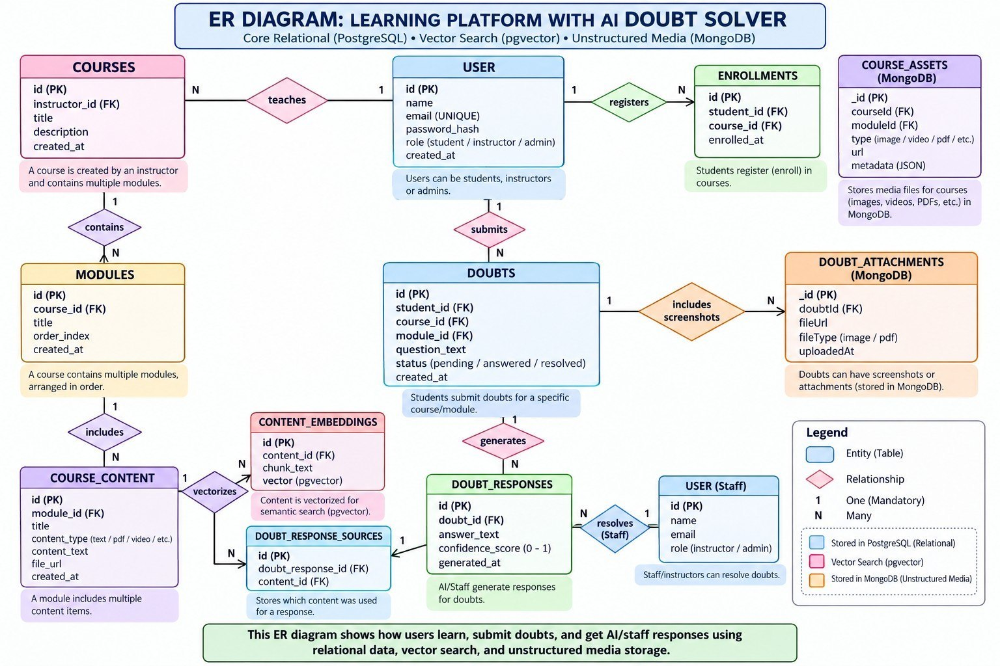 ER DIAGRAM: LEARNING PLATFORM WITH AI DOUBT SOLVER
Core Relational (PostgreSQL) • Vector Search (pgvector) • Unstructured Media (MongoDB)
COURSES
id (PK)
instructor_id (FK)
title
description
created_at
A course is created by an instructor
and contains multiple modules.
N
teaches
1
USER
id (PK)
name
email (UNIQUE)
password_hash
role (student / instructor / admin)
created_at
Users can be students, instructors
or admins.
1
registers
N
ENROLLMENTS
id (PK)
student_id (FK)
course_id (FK)
enrolled_at
Students register (enroll) in
courses.
COURSE_ASSETS
(MongoDB)
_id (PK)
courseId (FK)
moduleId (FK)
type (image / video / pdf / etc.)
url
metadata (JSON)
Stores media files for courses
(images, videos, PDFs, etc.) in
MongoDB.
1
contains
N
1
submits
N
MODULES
id (PK)
course_id (FK)
title
order_index
created_at
A course contains multiple modules,
arranged in order.
DOUBTS
id (PK)
student_id (FK)
course_id (FK)
module_id (FK)
question_text
status (pending / answered / resolved)
created_at
Students submit doubts for a specific
course/module.
1
includes
screenshots
N
DOUBT_ATTACHMENTS
(MongoDB)
_id (PK)
doubtId (FK)
fileUrl
fileType (image / pdf)
uploadedAt
Doubts can have screenshots or
attachments (stored in MongoDB).
1
includes
N
COURSE_CONTENT
id (PK)
module_id (FK)
title
content_type (text / pdf / video / etc.)
content_text
file_url
created_at
A module includes multiple
content items.
1
vectorizes
N
N
CONTENT_EMBEDDINGS
id (PK)
content_id (FK)
chunk_text
vector (pgvector)
Content is vectorized for
semantic search (pgvector).
DOUBT_RESPONSE_SOURCES
id (PK)
doubt_response_id (FK)
content_id (FK)
Stores which content was used
for a response.
1
1
generates
N
DOUBT_RESPONSES
id (PK)
doubt_id (FK)
answer_text
confidence_score (0 - 1)
generated_at
AI/Staff generate responses
for doubts.
N
resolves
(Staff)
1
USER (Staff)
id (PK)
name
email
role (instructor / admin)
Staff/instructors can resolve doubts.
Legend
Entity (Table)
Relationship
1 One (Mandatory)
N Many
Stored in PostgreSQL (Relational)
Vector Search (pgvector)
Stored in MongoDB (Unstructured Media)
This ER diagram shows how users learn, submit doubts, and get AI/staff responses using
relational data, vector search, and unstructured media storage.